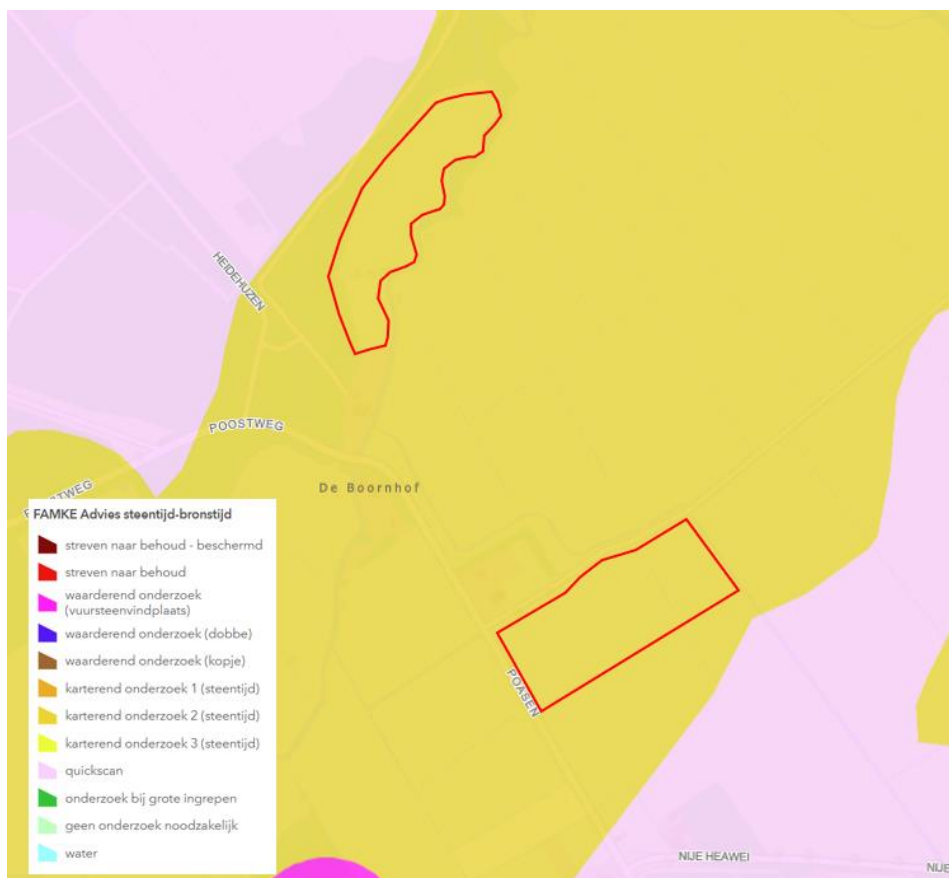 HEIDEHUZEN
POOSTWEG
De Boornhof
POASEN
NIJE HEAWEI
NIJE
FAMKE Advies steentijd-bronstijd
streven naar behoud - beschermd
streven naar behoud
waarderend onderzoek
(vuursteenvindplaats)
waarderend onderzoek (dobbe)
waarderend onderzoek (kopje)
karterend onderzoek 1 (steentijd)
karterend onderzoek 2 (steentijd)
karterend onderzoek 3 (steentijd)
quickscan
onderzoek bij grote ingrepen
geen onderzoek noodzakelijk
water